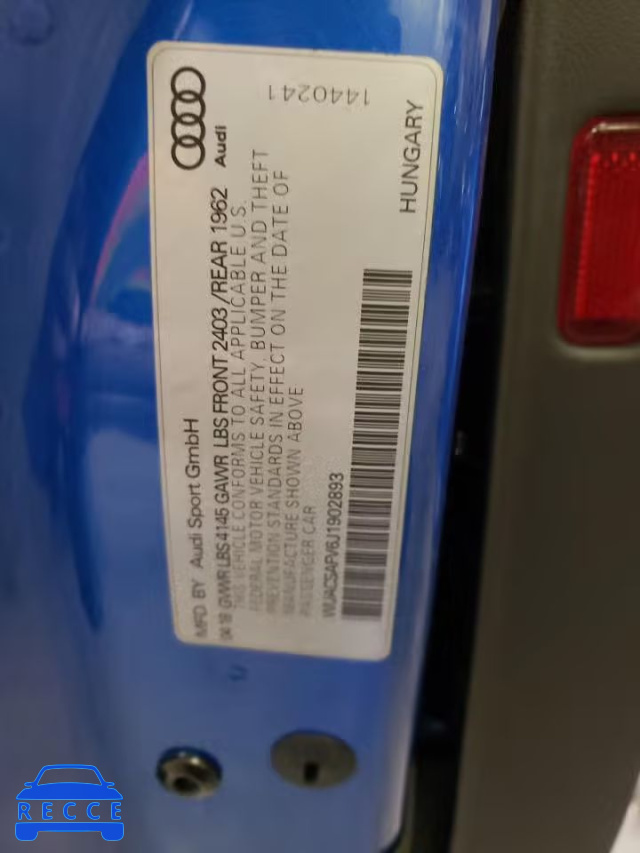 MFD. BY Audi Sport GmbH
04/18 GVWR LBS 4145 GAWR LBS FRONT 2403 /REAR 1962
THIS VEHICLE CONFORMS TO ALL APPLICABLE U.S.
FEDERAL MOTOR VEHICLE SAFETY, BUMPER AND THEFT
PREVENTION STANDARDS IN EFFECT ON THE DATE OF
MANUFACTURE SHOWN ABOVE
PASSENGER CAR
WUACSAFV6J1902893
Audi
1440241
HUNGARY
RECCE